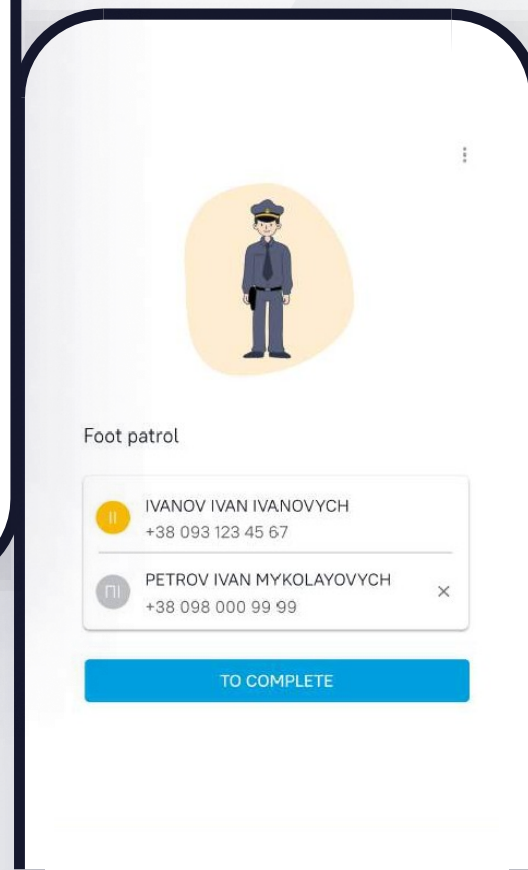 Foot patrol
II
IVANOV IVAN IVANOVYCH
+38 093 123 45 67
ПІ
PETROV IVAN MYKOLAYOVYCH
+38 098 000 99 99
TO COMPLETE